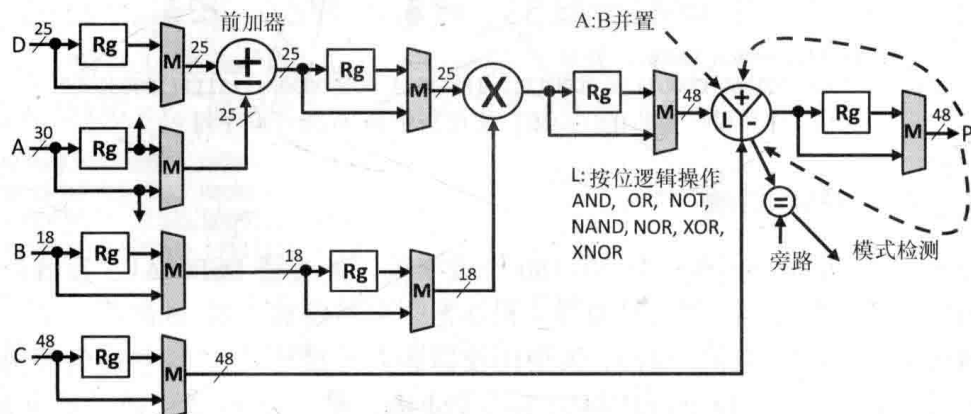 前加器
A:B并置
D
25
Rg
M
25
25
Rg
M
25
X
Rg
M
48
+
L
-
Rg
M
48
P
A
30
Rg
M
25
L: 按位逻辑操作
AND, OR, NOT,
NAND, NOR, XOR,
XNOR
=
旁路
模式检测
B
18
Rg
M
18
Rg
M
18
C
48
Rg
M
48